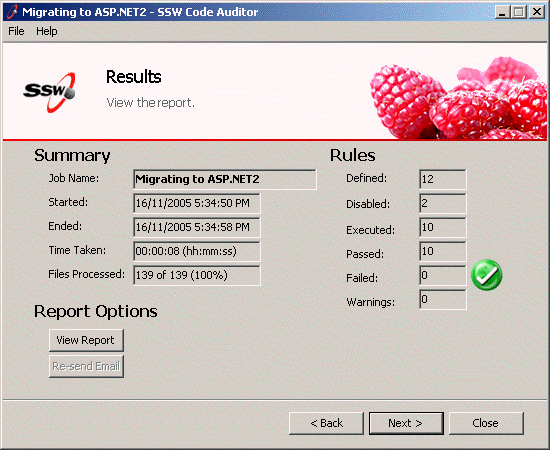 Migrating to ASP.NET2 - SSW Code Auditor
File Help
SSW
Results
View the report.
Summary
Job Name: Migrating to ASP.NET2
Started: 16/11/2005 5:34:50 PM
Ended: 16/11/2005 5:34:58 PM
Time Taken: 00:00:08 (hh:mm:ss)
Files Processed: 139 of 139 (100%)
Rules
Defined: 12
Disabled: 2
Executed: 10
Passed: 10
Failed: 0
Warnings: 0
Report Options
View Report
Re-send Email
< Back Next > Close